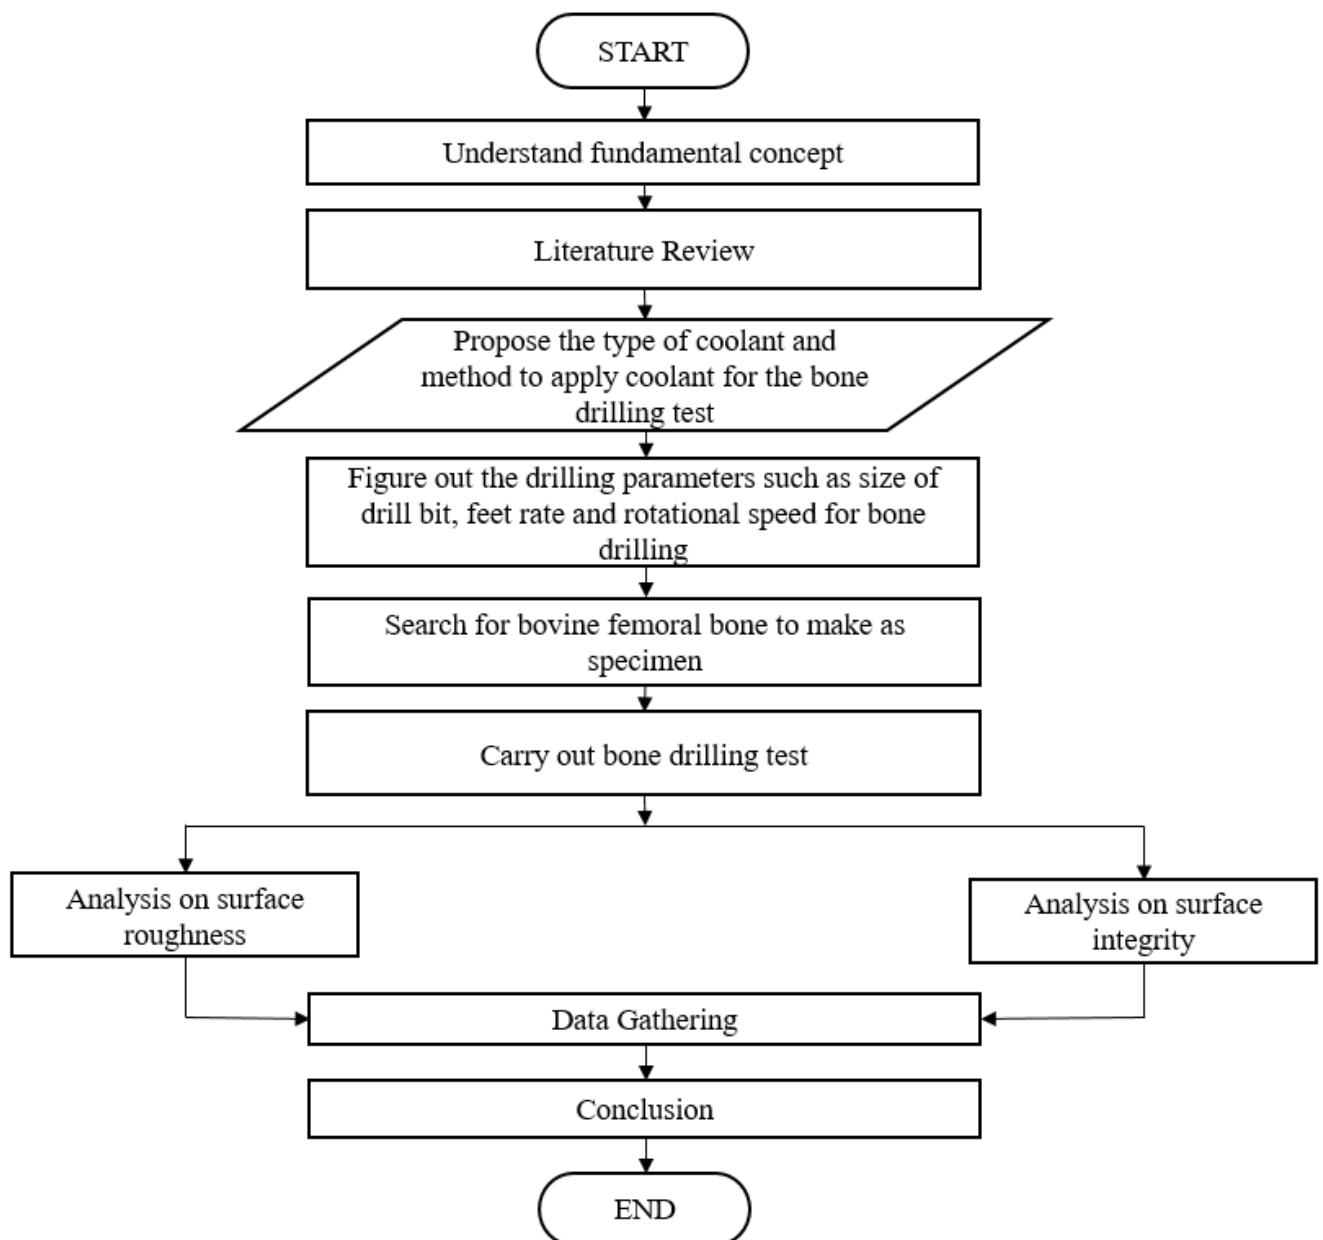 START
Understand fundamental concept
Literature Review
Propose the type of coolant and
method to apply coolant for the bone
drilling test
Figure out the drilling parameters such as size of
drill bit, feet rate and rotational speed for bone
drilling
Search for bovine femoral bone to make as
specimen
Carry out bone drilling test
Analysis on surface
roughness
Analysis on surface
integrity
Data Gathering
Conclusion
END